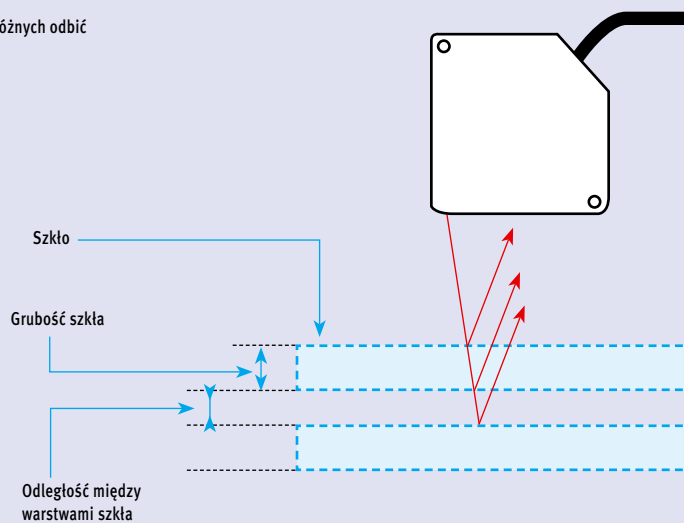 óżnych odbić
Szkło
Grubość szkła
Odległość między
warstwami szkła